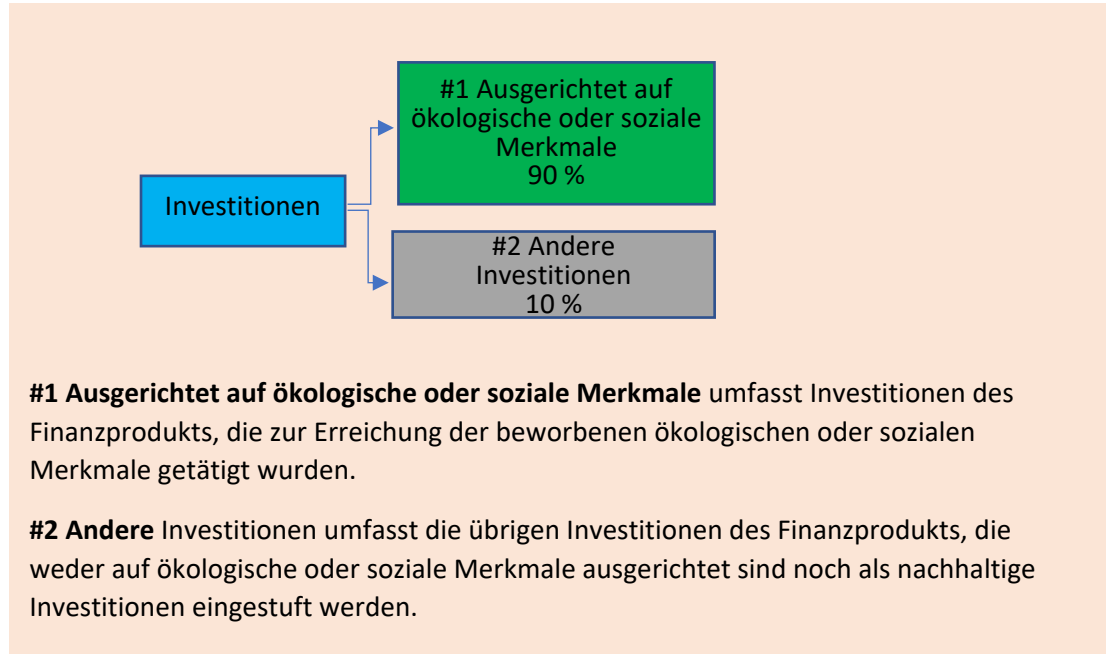 #1 Ausgerichtet auf
ökologische oder soziale
Merkmale
90 %
Investitionen
#2 Andere
Investitionen
10 %
#1 Ausgerichtet auf ökologische oder soziale Merkmale umfasst Investitionen des
Finanzprodukts, die zur Erreichung der beworbenen ökologischen oder sozialen
Merkmale getätigt wurden.
#2 Andere Investitionen umfasst die übrigen Investitionen des Finanzprodukts, die
weder auf ökologische oder soziale Merkmale ausgerichtet sind noch als nachhaltige
Investitionen eingestuft werden.